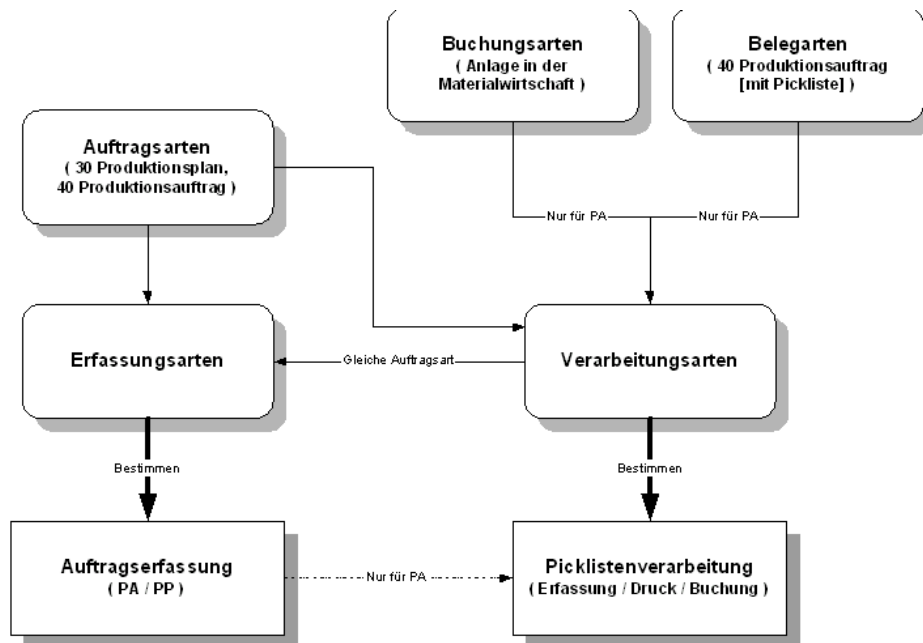 Buchungsarten
( Anlage in der
Materialwirtschaft )
Belegarten
( 40 Produktionsauftrag
[mit Pickliste] )
Auftragsarten
( 30 Produktionsplan,
40 Produktionsauftrag )
Nur für PA
Nur für PA
Erfassungsarten
Gleiche Auftragsart
Verarbeitungsarten
Bestimmen
Bestimmen
Auftragserfassung
( PA / PP )
Nur für PA
Picklistenverarbeitung
( Erfassung / Druck / Buchung )